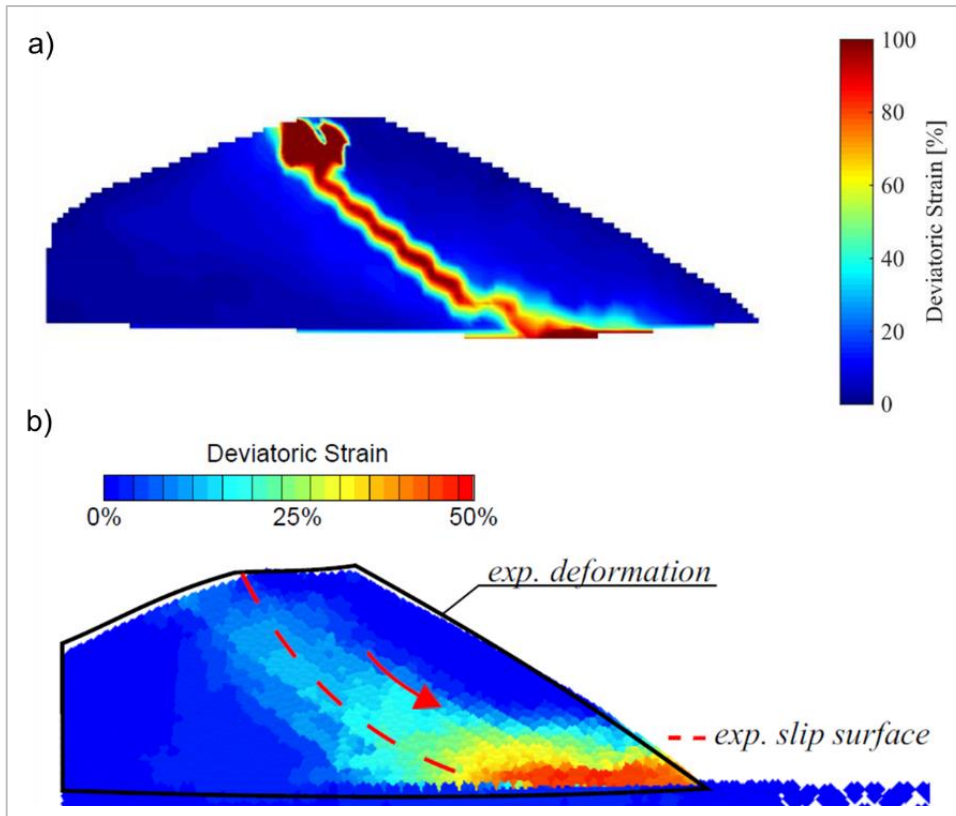 a)
100
80
60
40
20
0
Deviatoric Strain [%]
b)
Deviatoric Strain
0% 25% 50%
exp. deformation
exp. slip surface